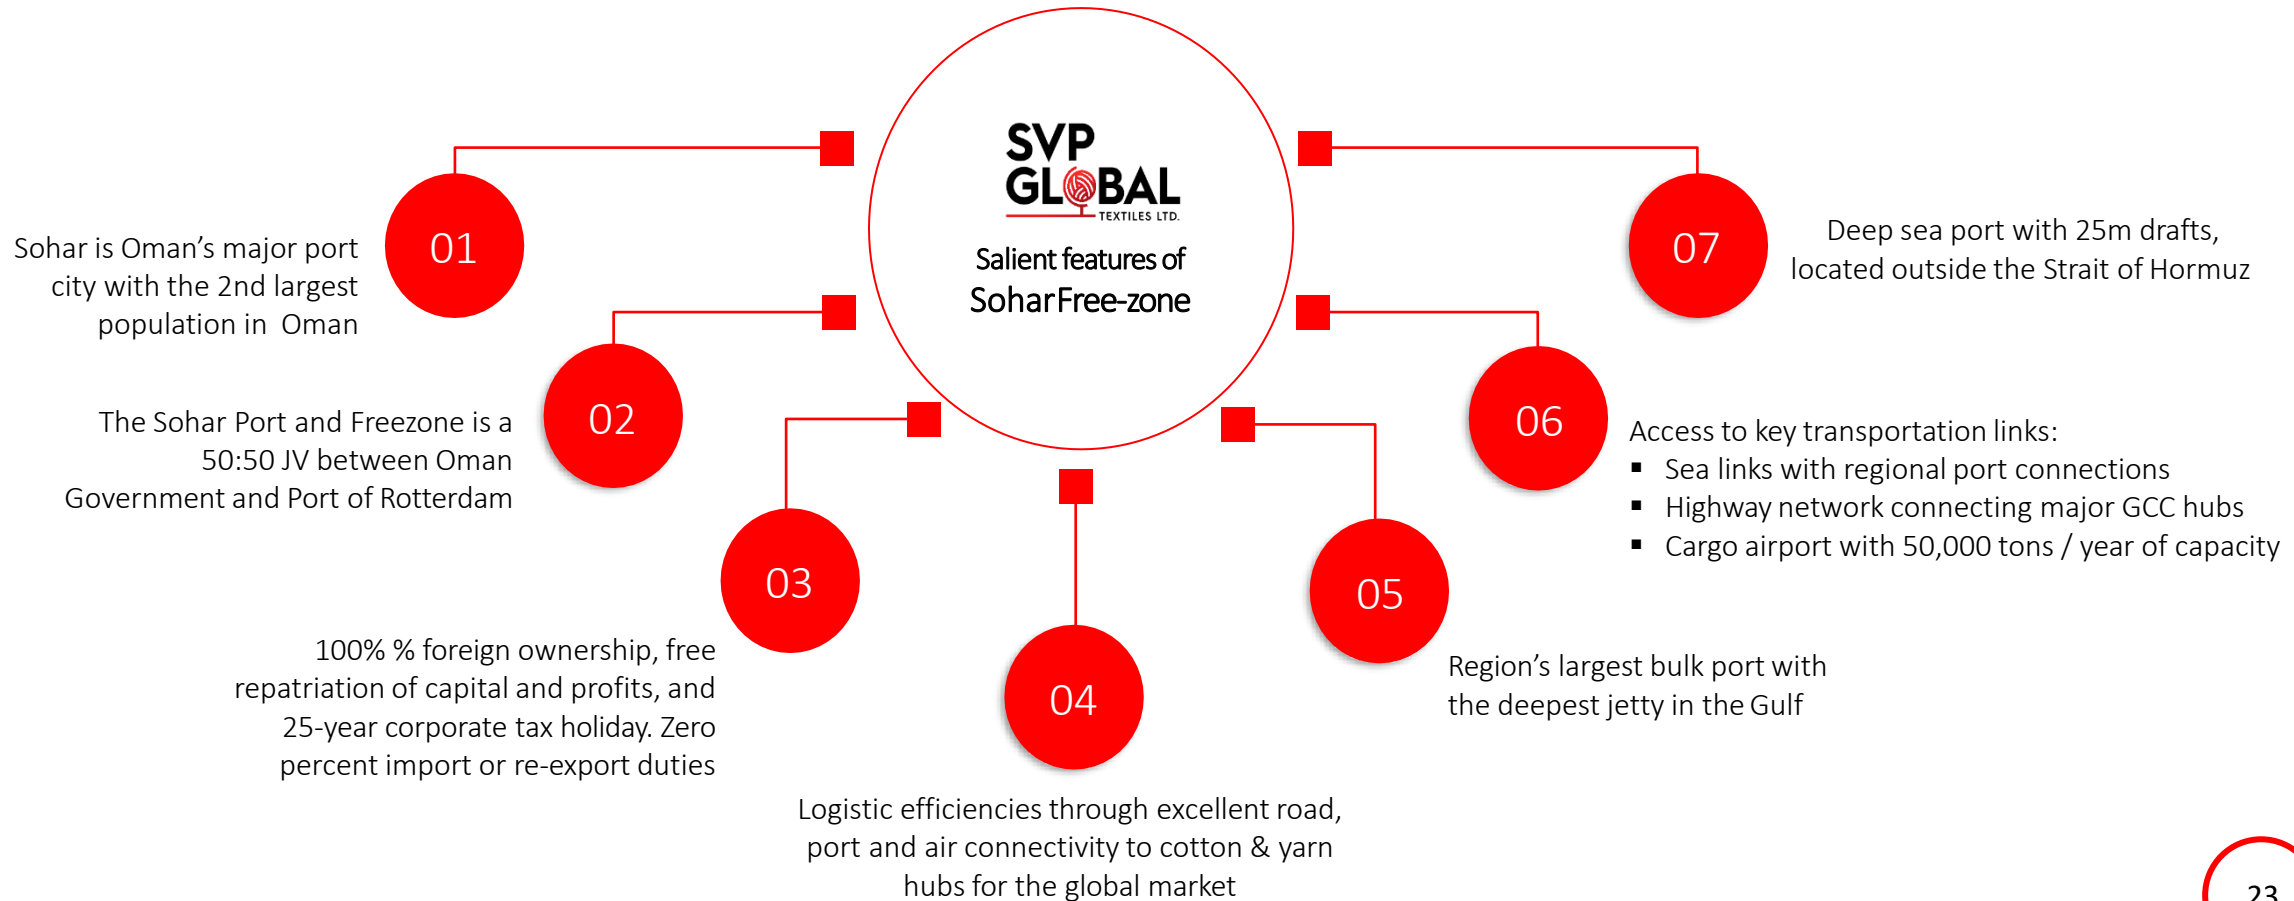 SVP
GLOBAL
TEXTILES LTD.
Salient features of
Sohar Free-zone
01
Sohar is Oman’s major port
city with the 2nd largest
population in Oman
02
The Sohar Port and Freezone is a
50:50 JV between Oman
Government and Port of Rotterdam
03
100% % foreign ownership, free
repatriation of capital and profits, and
25-year corporate tax holiday. Zero
percent import or re-export duties
04
Logistic efficiencies through excellent road,
port and air connectivity to cotton & yarn
hubs for the global market
05
Region’s largest bulk port with
the deepest jetty in the Gulf
06
Access to key transportation links:
▪ Sea links with regional port connections
▪ Highway network connecting major GCC hubs
▪ Cargo airport with 50,000 tons / year of capacity
07
Deep sea port with 25m drafts,
located outside the Strait of Hormuz
23